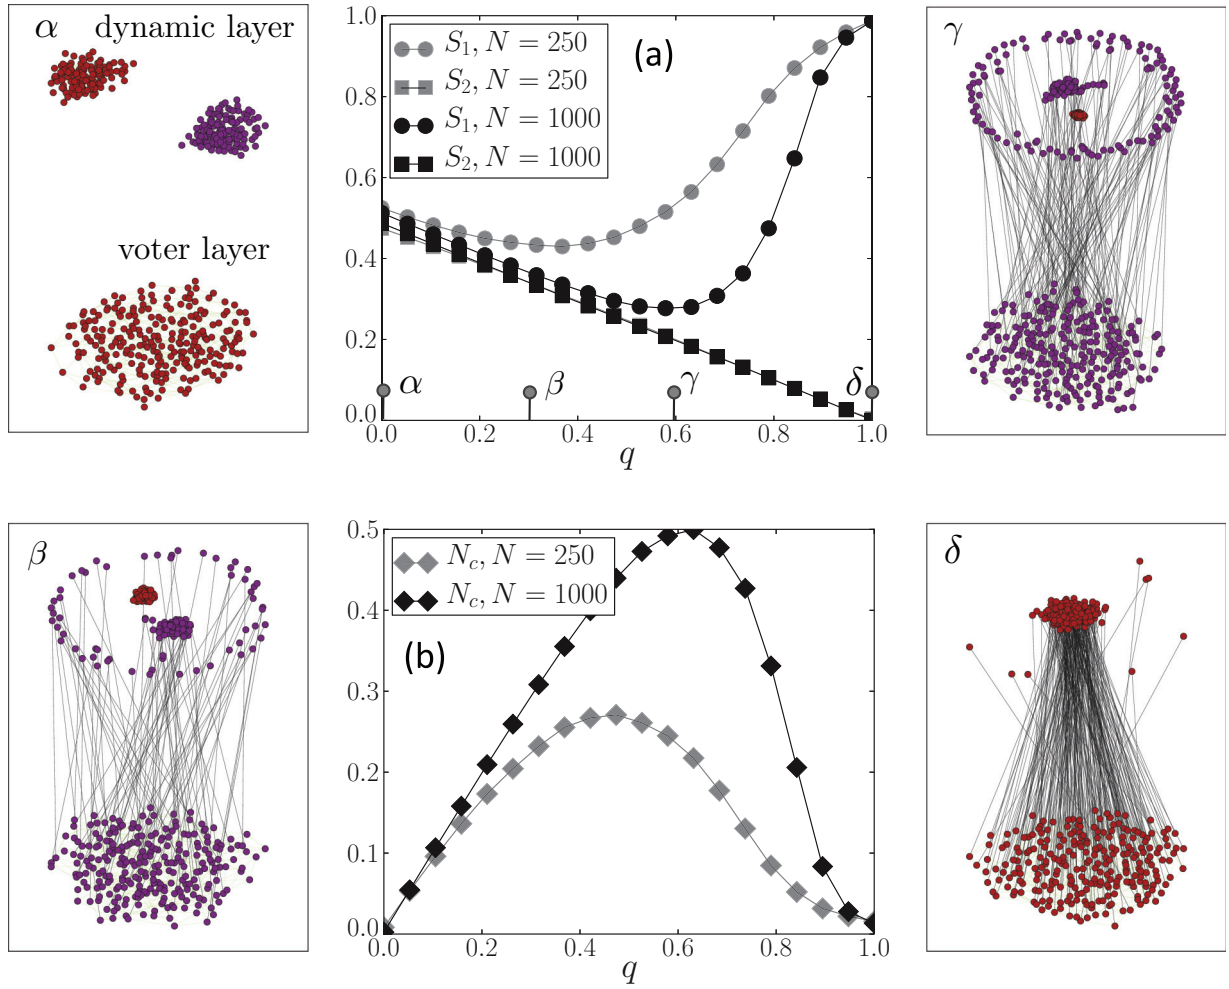 α dynamic layer
voter layer
(a)
S₁, N = 250
S₂, N = 250
S₁, N = 1000
S₂, N = 1000
1.0
0.8
0.6
0.4
0.2
0.0
α
β
γ
δ
0.0 0.2 0.4 0.6 0.8 1.0
q
γ
β
(b)
N_c, N = 250
N_c, N = 1000
0.5
0.4
0.3
0.2
0.1
0.0
0.0 0.2 0.4 0.6 0.8 1.0
q
δ